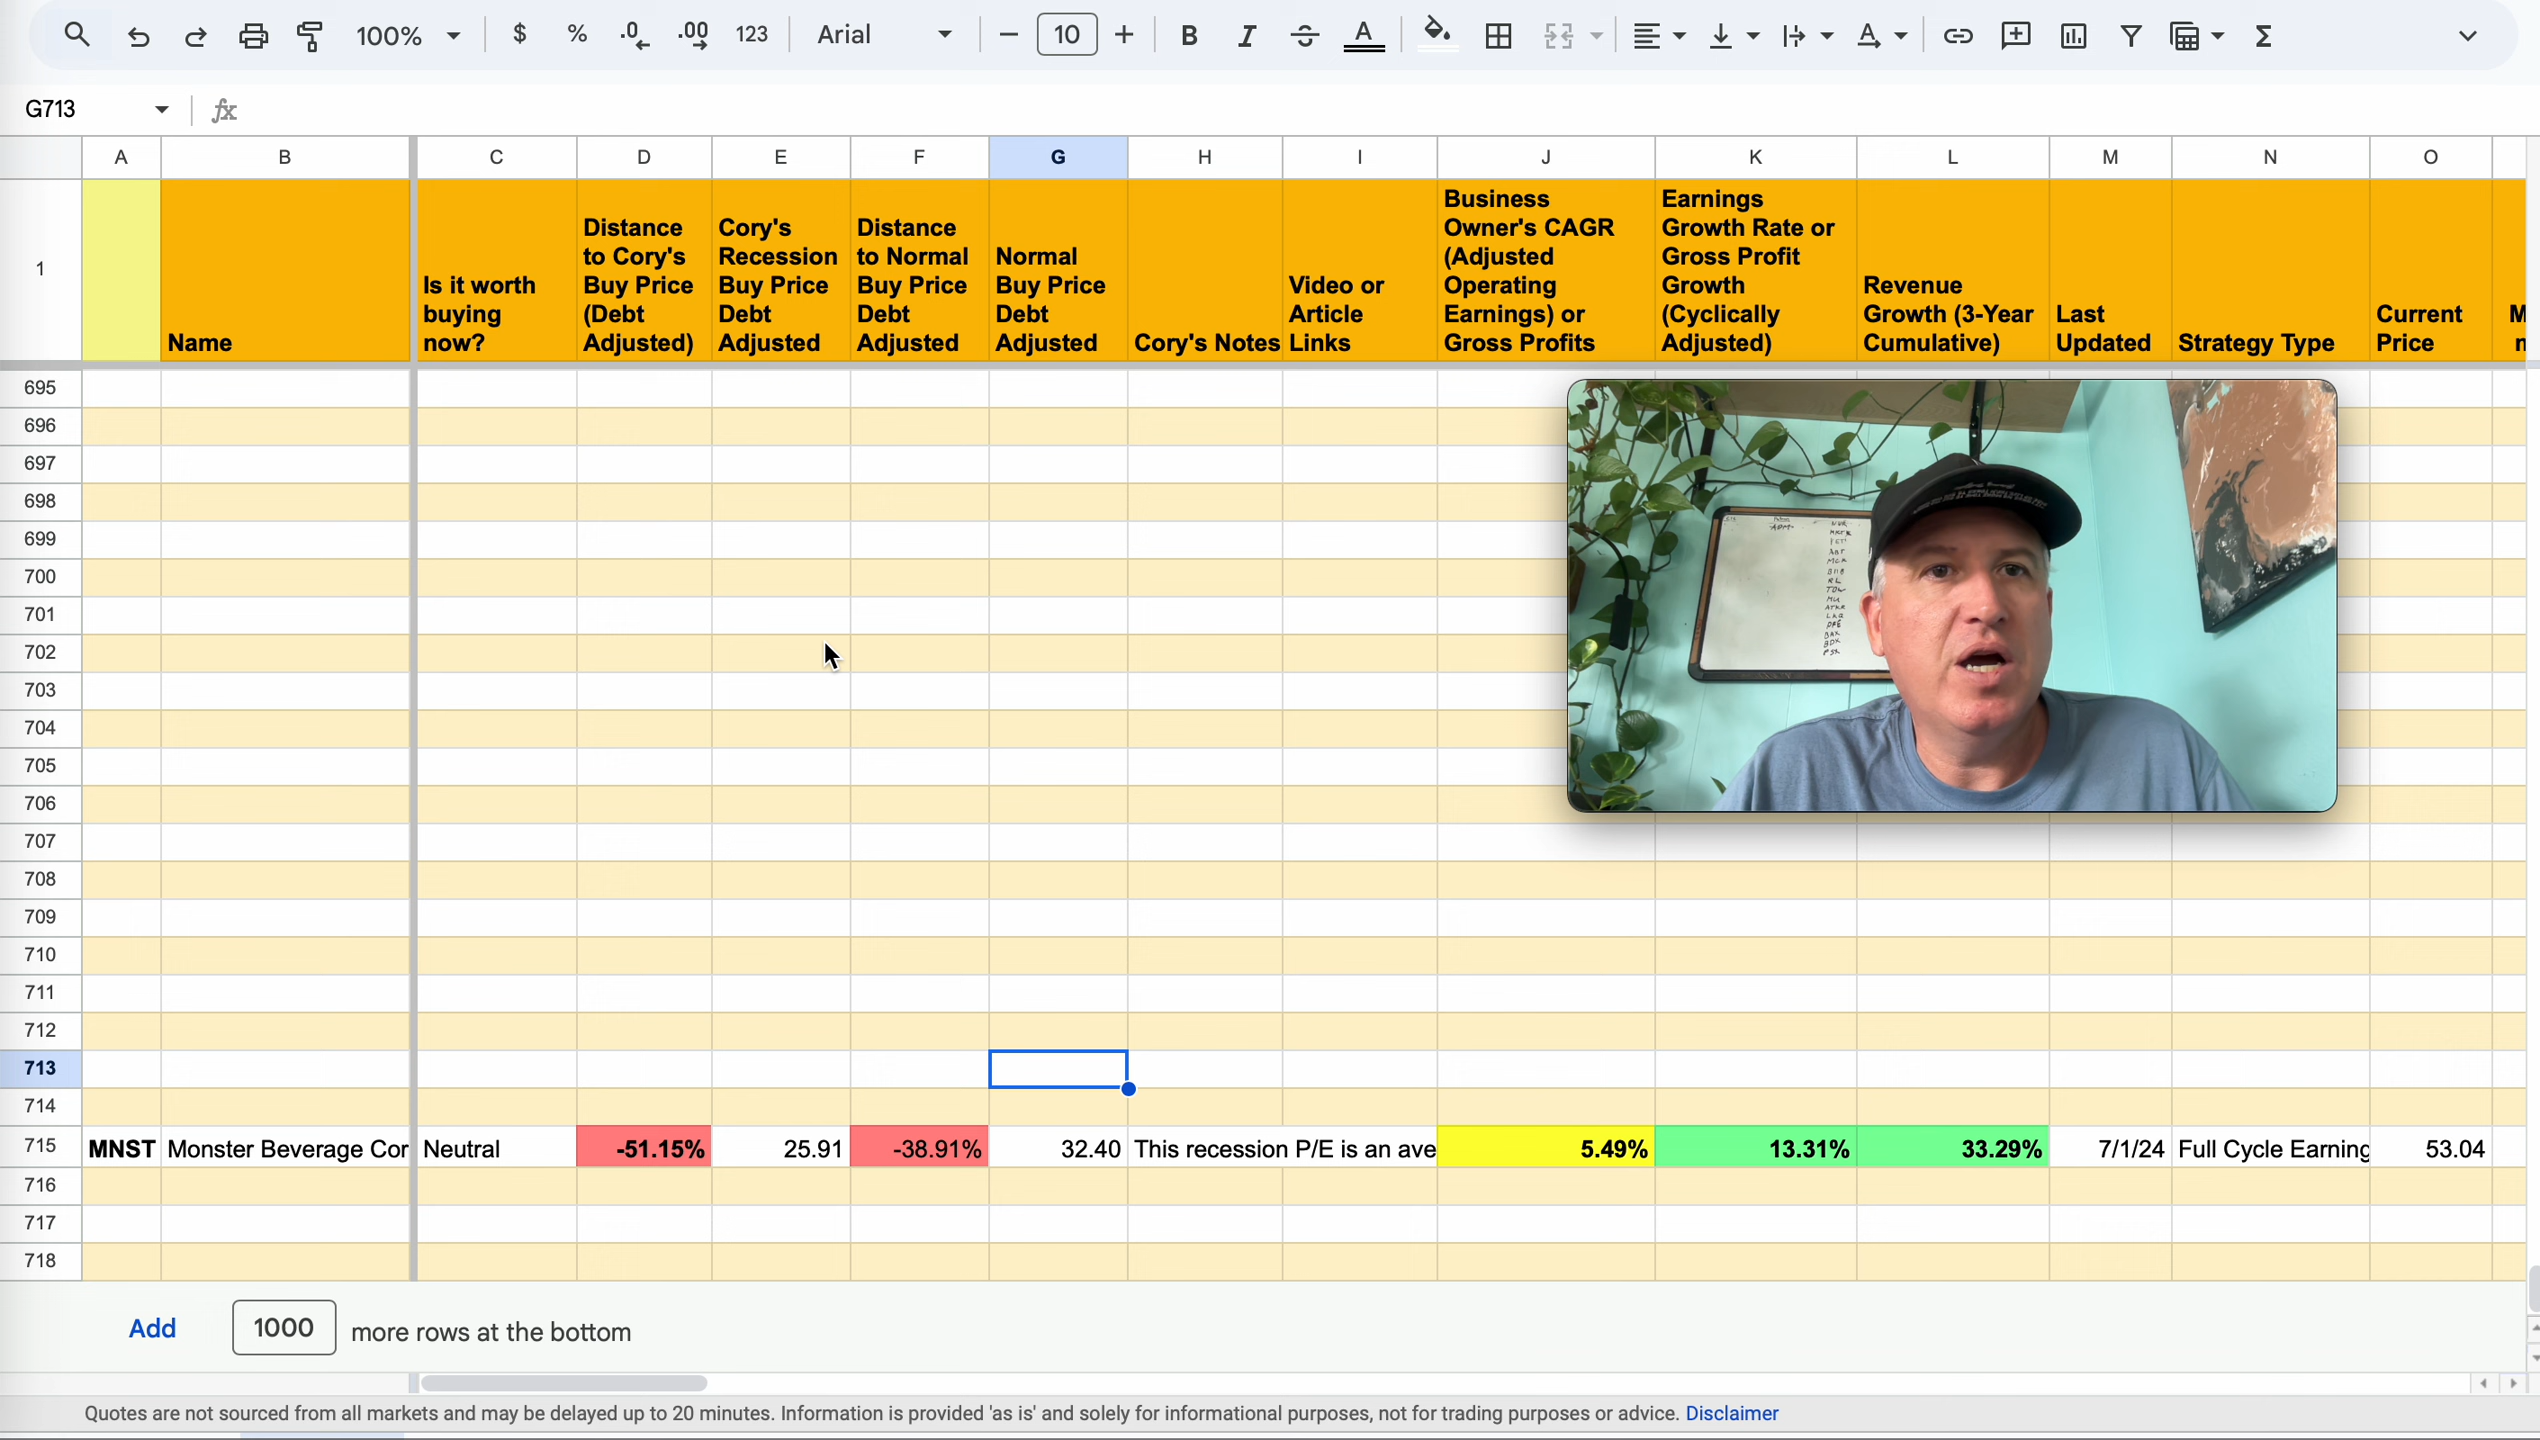 100% $ % .0 .00 123 Arial 10 B I A A Σ
G713 fx
A B C D E F G H I J K L M N O
1
Name
Is it worth
buying
now?
Distance
to Cory's
Buy Price
(Debt
Adjusted)
Cory's
Recession
Buy Price
Debt
Adjusted
Distance
to Normal
Buy Price
Debt
Adjusted
Normal
Buy Price
Debt
Adjusted
Cory's Notes
Video or
Article
Links
Business
Owner's CAGR
(Adjusted
Operating
Earnings) or
Gross Profits
Earnings
Growth Rate or
Gross Profit
Growth
(Cyclically
Adjusted)
Revenue
Growth (3-Year
Cumulative)
Last
Updated
Strategy Type
Current
Price
695
696
697
698
699
700
701
702
703
704
705
706
707
708
709
710
711
712
713
714
715 MNST Monster Beverage Cor Neutral -51.15% 25.91 -38.91% 32.40 This recession P/E is an ave 5.49% 13.31% 33.29% 7/1/24 Full Cycle Earning 53.04
716
717
718
Add 1000 more rows at the bottom
Quotes are not sourced from all markets and may be delayed up to 20 minutes. Information is provided 'as is' and solely for informational purposes, not for trading purposes or advice. Disclaimer